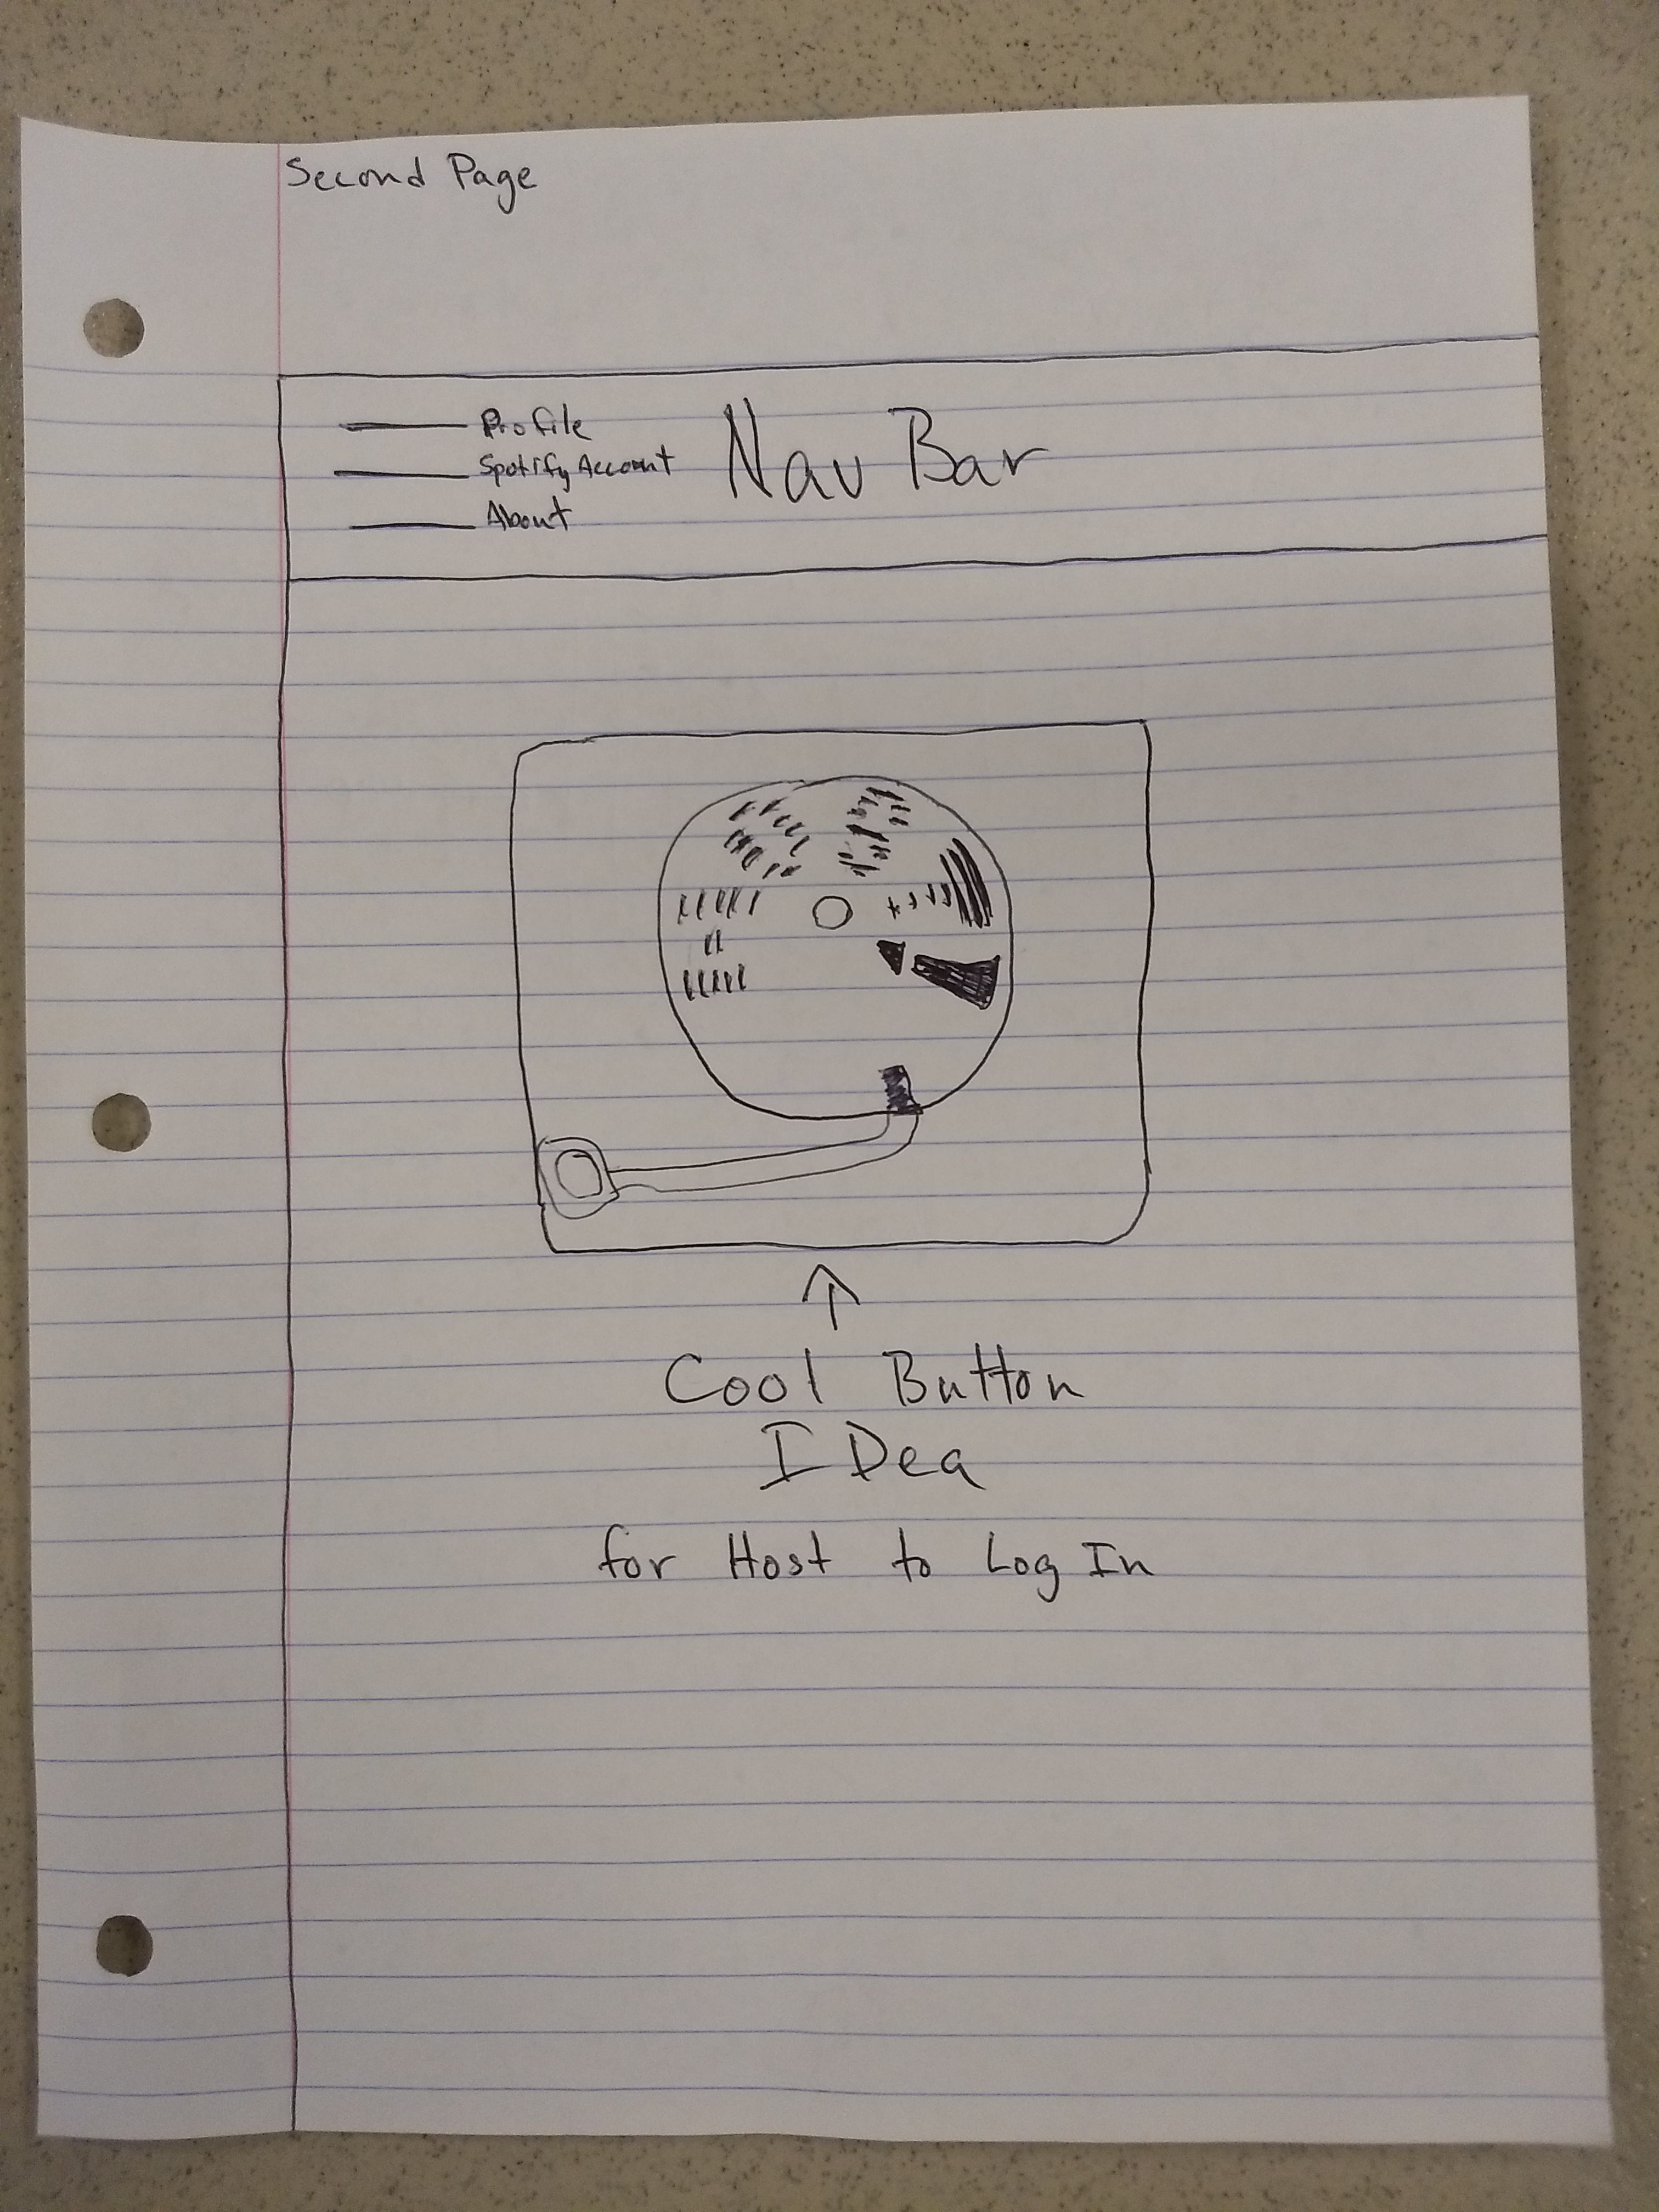 Second Page
Profile
Spotify Account
About
Nav Bar
Cool Button
IDea
for Host to Log In